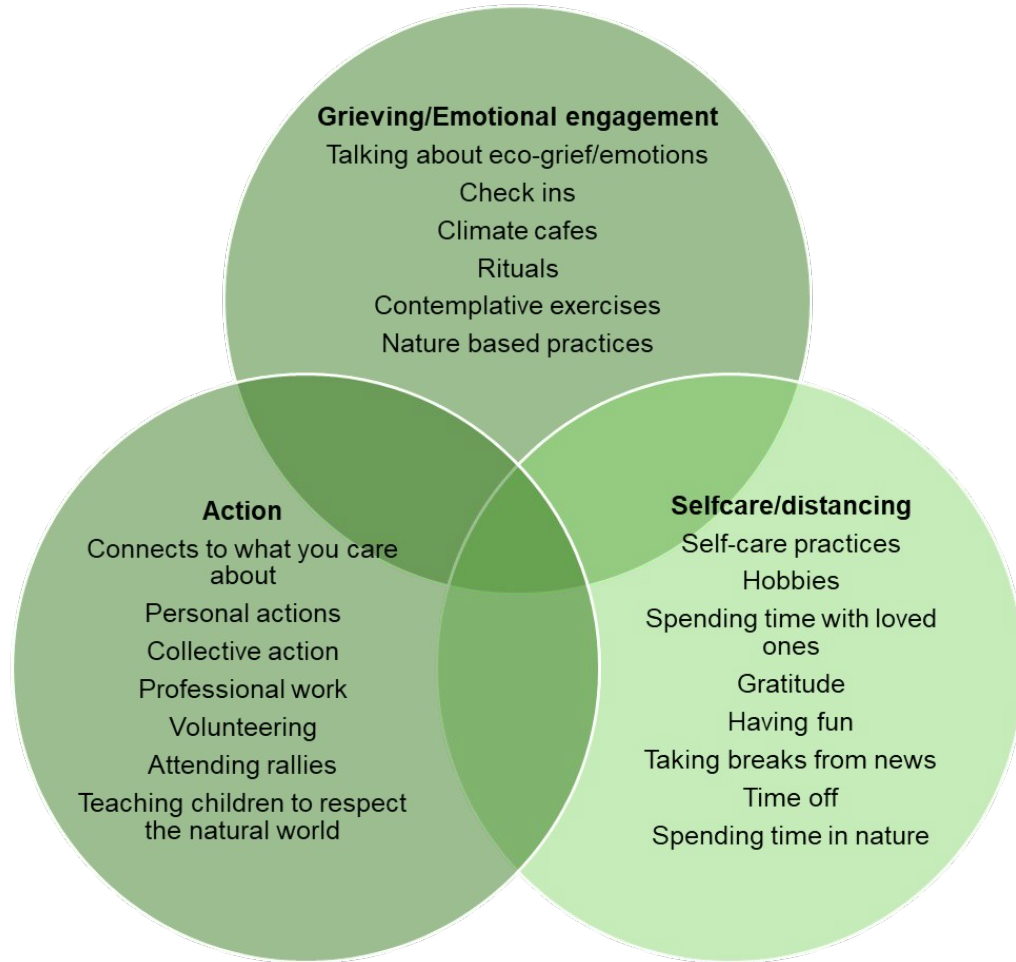 Grieving/Emotional engagement
Talking about eco-grief/emotions
Check ins
Climate cafes
Rituals
Contemplative exercises
Nature based practices
Action
Connects to what you care
about
Personal actions
Collective action
Professional work
Volunteering
Attending rallies
Teaching children to respect
the natural world
Selfcare/distancing
Self-care practices
Hobbies
Spending time with loved
ones
Gratitude
Having fun
Taking breaks from news
Time off
Spending time in nature